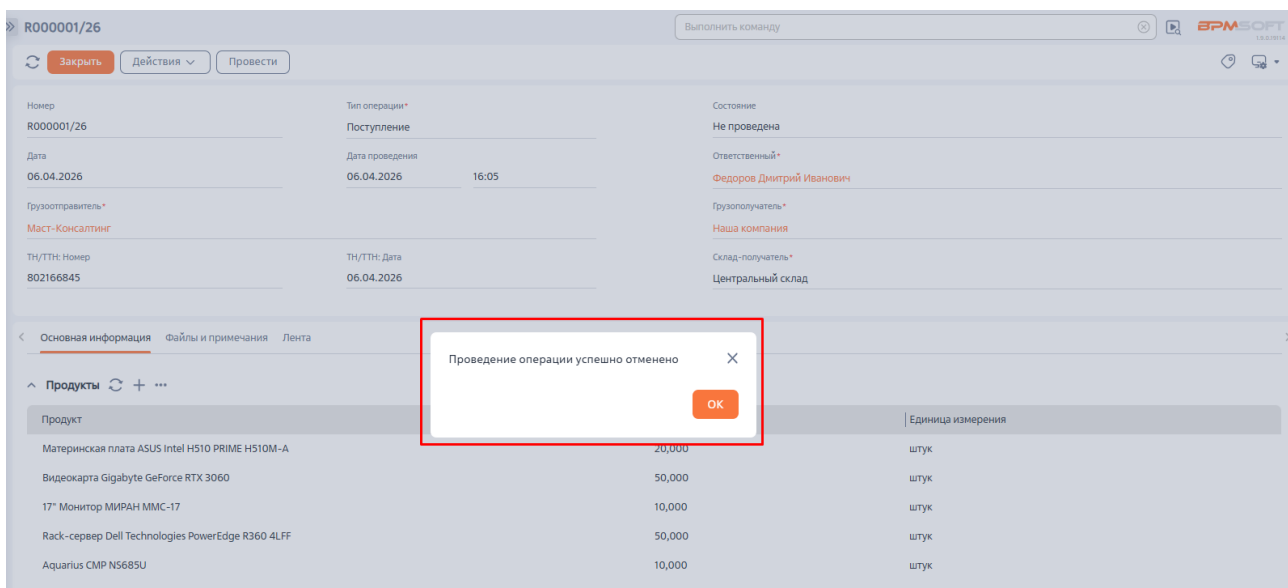 R000001/26
Выполнить команду
BPMSOFT
Закрыть
Действия
Провести
Номер
Тип операции*
Состояние
R000001/26
Поступление
Не проведена
Дата
Дата проведения
Ответственный*
06.04.2026
06.04.2026
16:05
Федоров Дмитрий Иванович
Грузоотправитель*
Грузополучатель*
Маст-Консалтинг
Наша компания
ТН/ТТН: Номер
ТН/ТТН: Дата
Склад-получатель*
802166845
06.04.2026
Центральный склад
Основная информация
Файлы и примечания
Лента
Проведение операции успешно отменено
ОК
Продукты
Продукт
Единица измерения
Материнская плата ASUS Intel H510 PRIME H510M-A
20,000
штук
Видеокарта Gigabyte GeForce RTX 3060
50,000
штук
17" Монитор МИРАН ММС-17
10,000
штук
Rack-сервер Dell Technologies PowerEdge R360 4LFF
50,000
штук
Aquarius CMP NS685U
10,000
штук